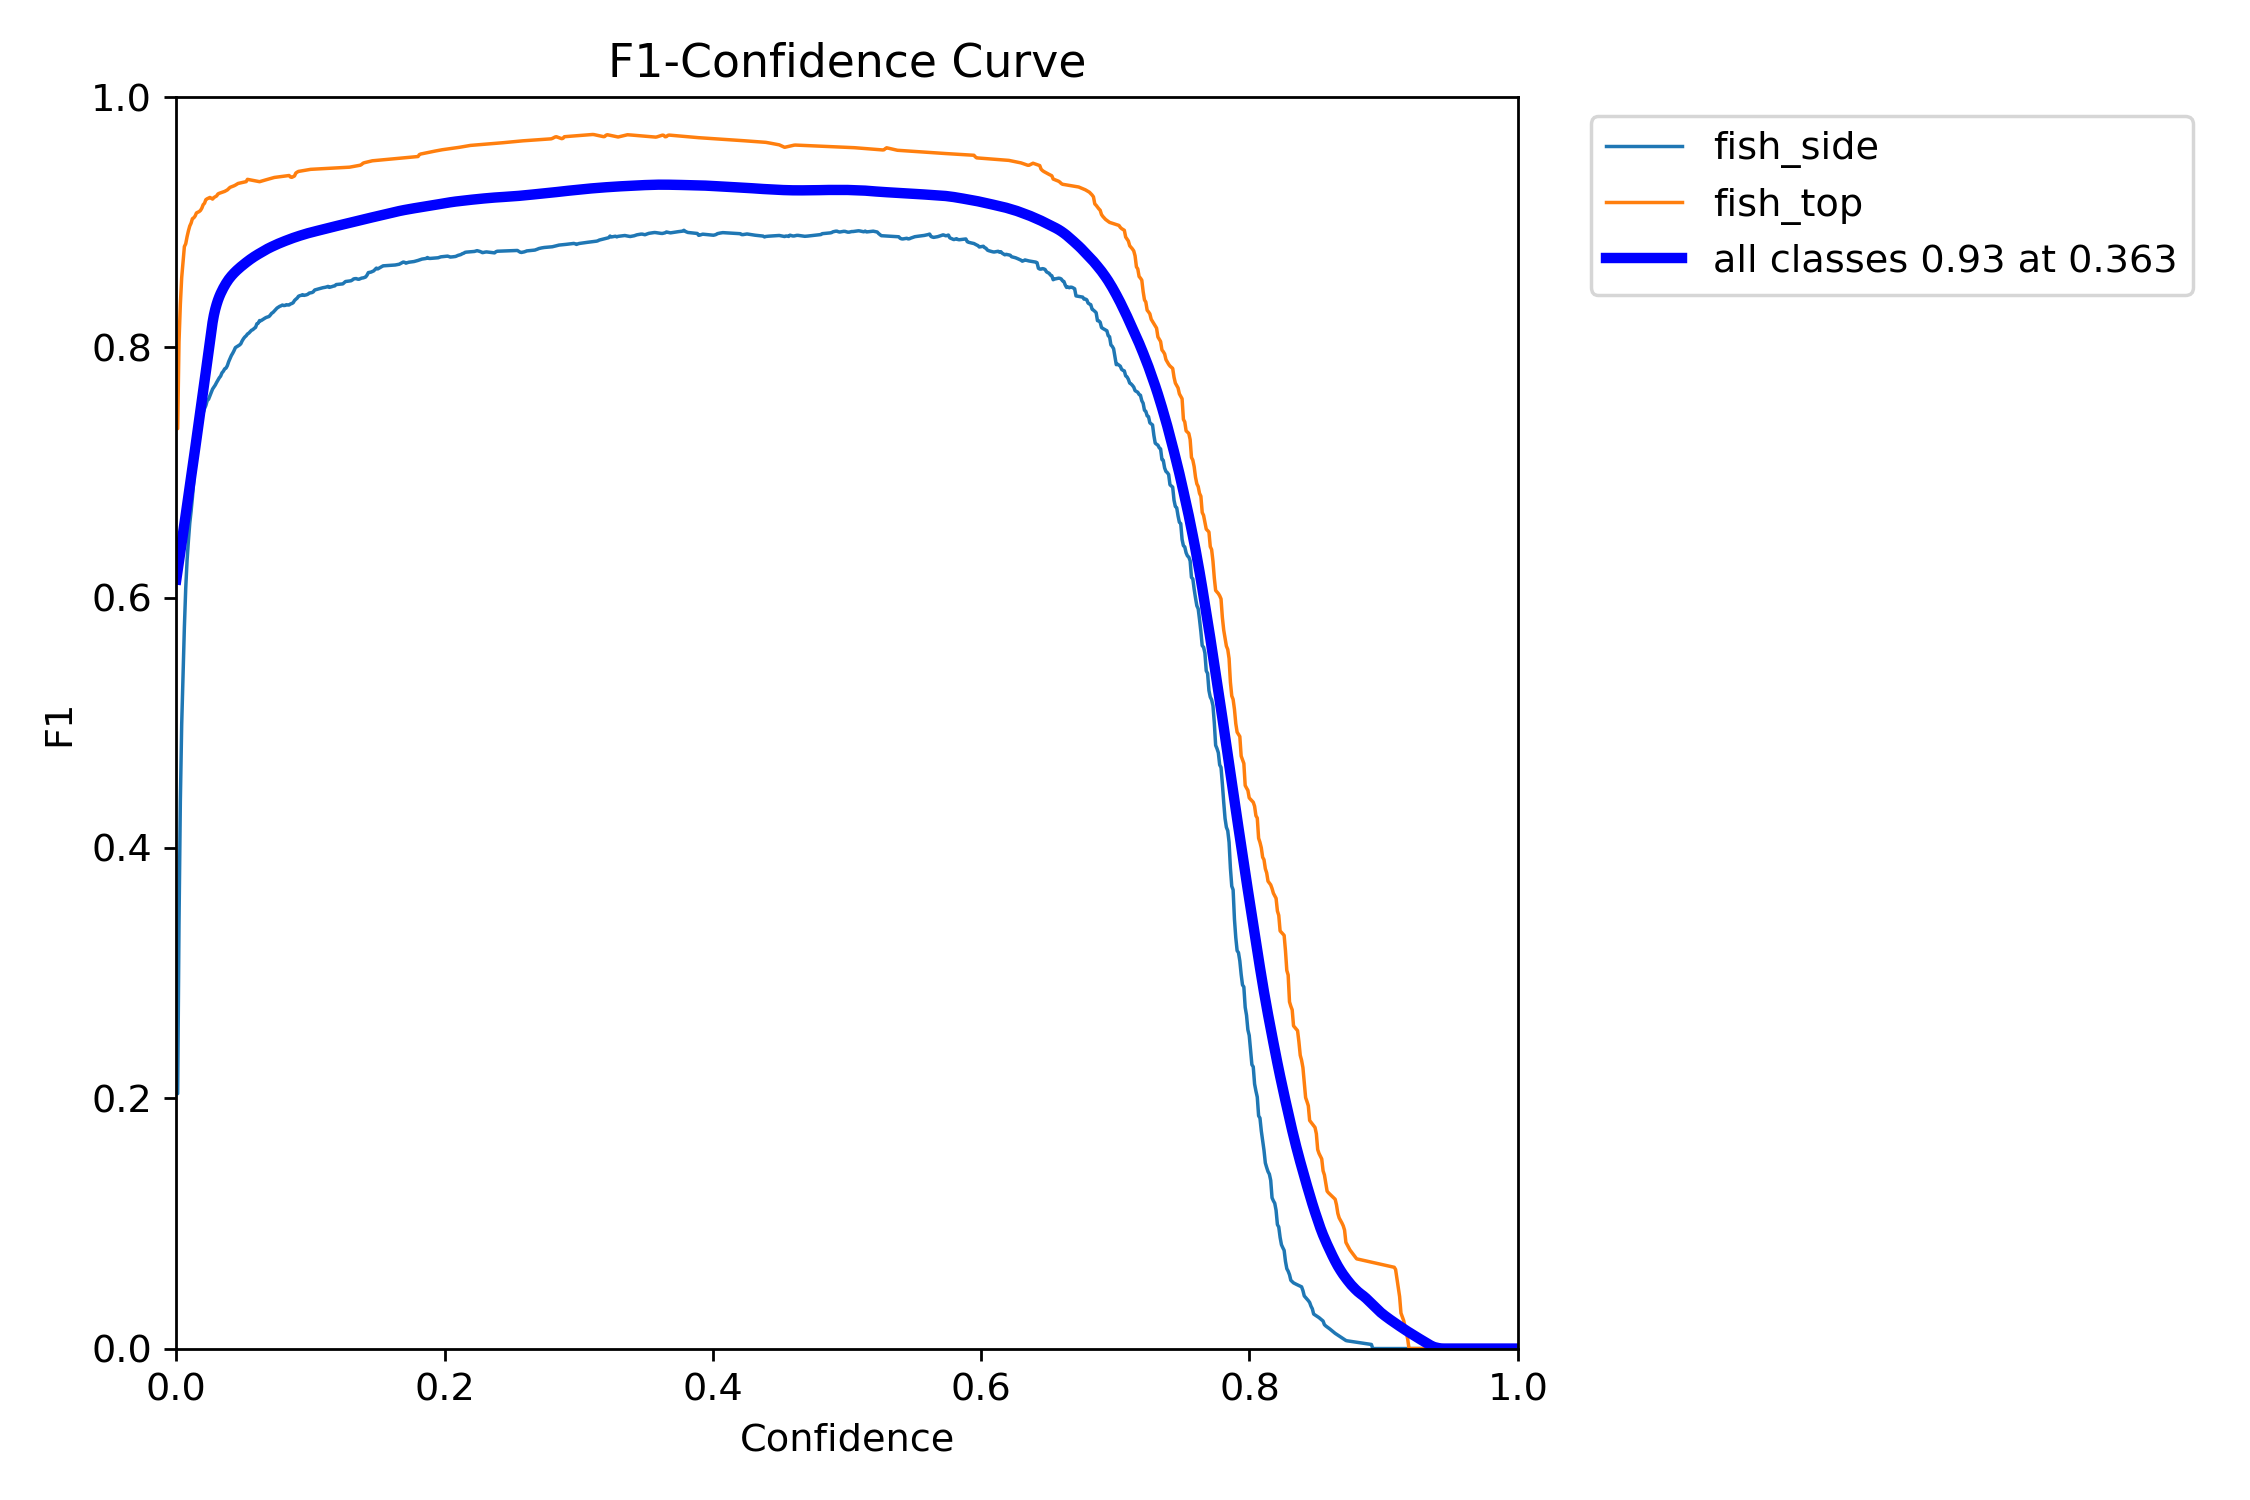 F1-Confidence Curve
1.0
0.8
0.6
0.4
0.2
0.0
F1
0.0 0.2 0.4 0.6 0.8 1.0
Confidence
fish_side
fish_top
all classes 0.93 at 0.363